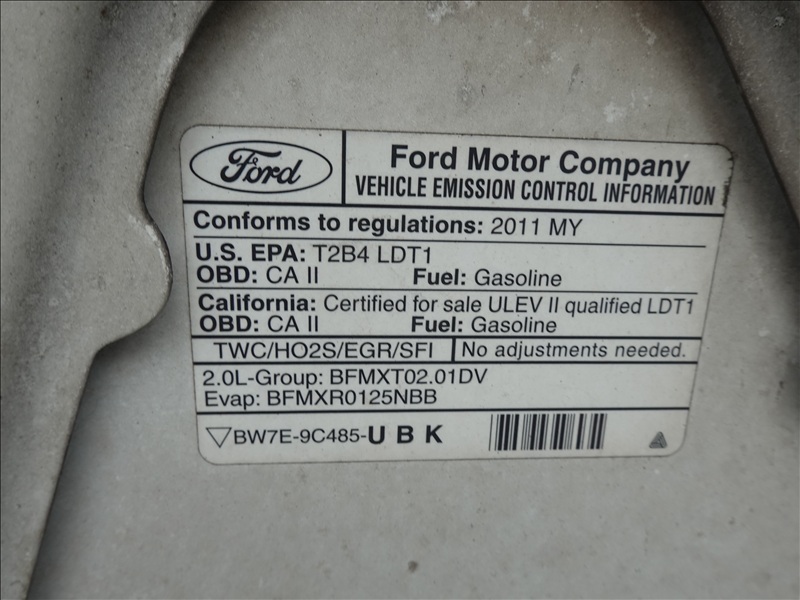 Ford
Ford Motor Company
VEHICLE EMISSION CONTROL INFORMATION
Conforms to regulations: 2011 MY
U.S. EPA: T2B4 LDT1
OBD: CA II Fuel: Gasoline
California: Certified for sale ULEV II qualified LDT1
OBD: CA II Fuel: Gasoline
TWC/HO2S/EGR/SFI No adjustments needed.
2.0L-Group: BFMXT02.01DV
Evap: BFMXR0125NBB
BW7E-9C485-U B K